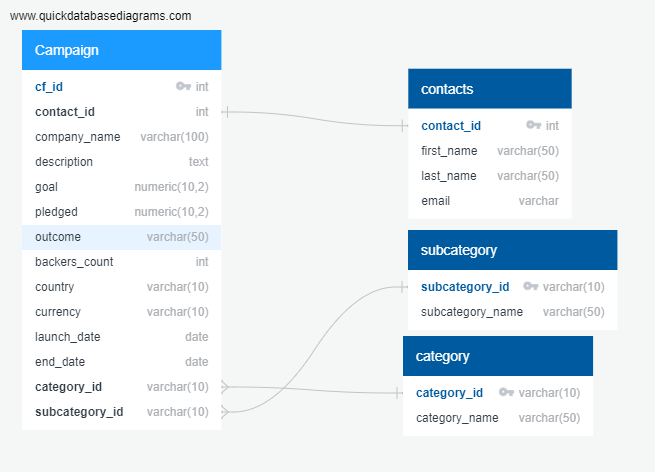 www.quickdatabasediagrams.com
Campaign
cf_id int
contact_id int
company_name varchar(100)
description text
goal numeric(10,2)
pledged numeric(10,2)
outcome varchar(50)
backers_count int
country varchar(10)
currency varchar(10)
launch_date date
end_date date
category_id varchar(10)
subcategory_id varchar(10)
contacts
contact_id int
first_name varchar(50)
last_name varchar(50)
email varchar
subcategory
subcategory_id varchar(10)
subcategory_name varchar(50)
category
category_id varchar(10)
category_name varchar(50)